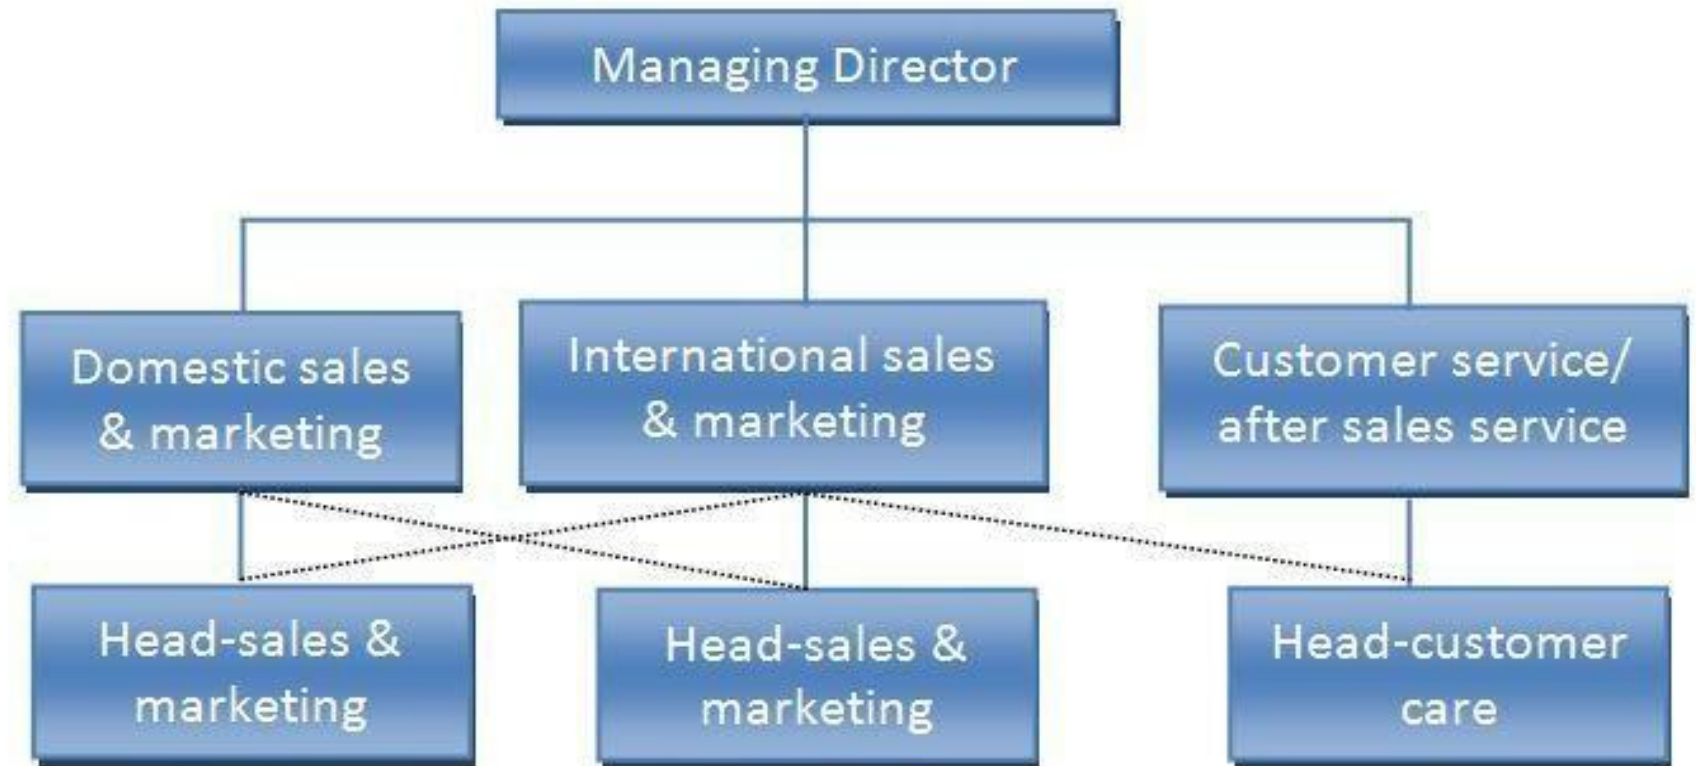 Managing Director
Domestic sales
& marketing
International sales
& marketing
Customer service/
after sales service
Head-sales &
marketing
Head-sales &
marketing
Head-customer
care